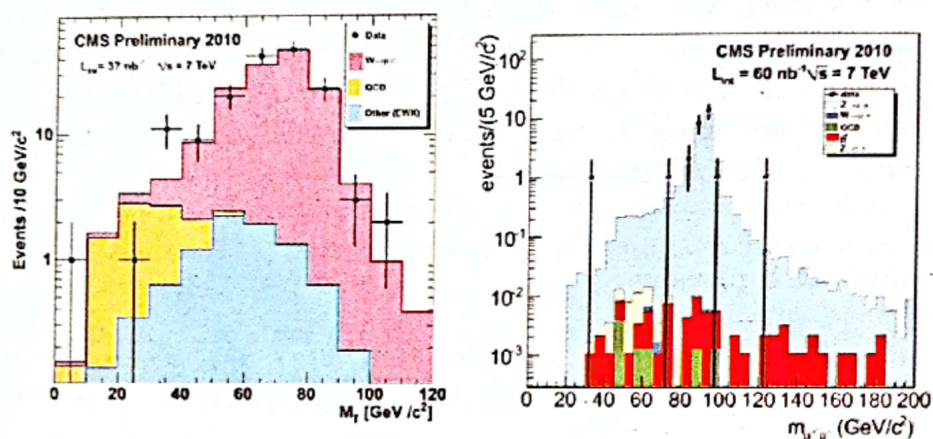 CMS Preliminary 2010
Data
QCD
Other (EWK)
√s = 7 TeV
10
1
Events /10 GeV/c²
0 20 40 60 80 100 120
M_T [GeV /c²]
CMS Preliminary 2010
L_int = 60 nb⁻¹ √s = 7 TeV
data
QCD
10²
10
1
10⁻¹
10⁻²
10⁻³
events/(5 GeV/c²)
0 20 40 60 80 100 120 140 160 180 200
(GeV/c²)